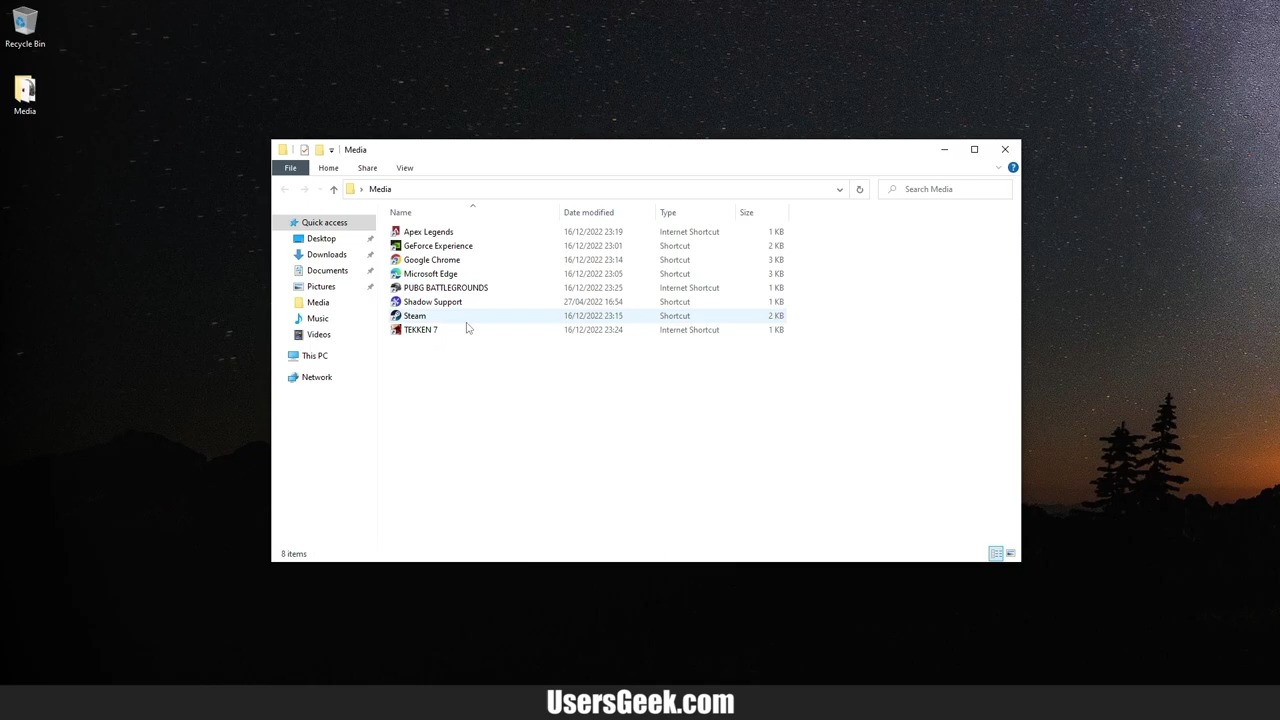 Recycle Bin
Media
Media
File Home Share View
Media
Search Media
Name Date modified Type Size
Quick access
Desktop
Downloads
Documents
Pictures
Media
Music
Videos
This PC
Network
Apex Legends 16/12/2022 23:19 Internet Shortcut 1 KB
GeForce Experience 16/12/2022 23:01 Shortcut 2 KB
Google Chrome 16/12/2022 23:14 Shortcut 3 KB
Microsoft Edge 16/12/2022 23:05 Shortcut 3 KB
PUBG BATTLEGROUNDS 16/12/2022 23:25 Internet Shortcut 1 KB
Shadow Support 27/04/2022 16:54 Shortcut 1 KB
Steam 16/12/2022 23:15 Shortcut 2 KB
TEKKEN 7 16/12/2022 23:24 Internet Shortcut 1 KB
8 items
UsersGeek.com